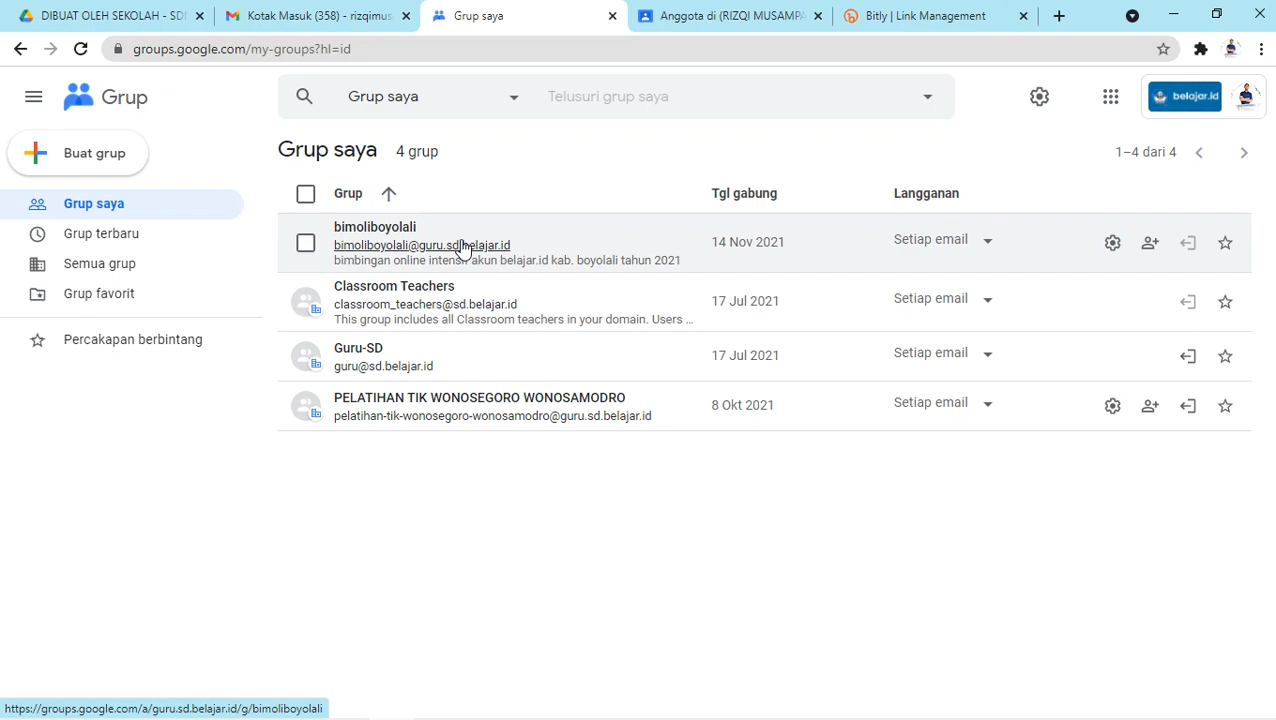 DIBUAT OLEH SEKOLAH - SDN
Kotak Masuk (358) - rizqimus
Grup saya
Anggota di (RIZQI MUSAMPA
Bitly | Link Management
groups.google.com/my-groups?hl=id
Grup
Grup saya
Telusuri grup saya
belajar.id
Buat grup
Grup saya
4 grup
1–4 dari 4
Grup
Tgl gabung
Langganan
Grup saya
Grup terbaru
Semua grup
Grup favorit
Percakapan berbintang
bimoliboyolali
bimoliboyolali@guru.sd.belajar.id
bimbingan online intensif akun belajar.id kab. boyolali tahun 2021
14 Nov 2021
Setiap email
Classroom Teachers
classroom_teachers@sd.belajar.id
This group includes all Classroom teachers in your domain. Users ...
17 Jul 2021
Setiap email
Guru-SD
guru@sd.belajar.id
17 Jul 2021
Setiap email
PELATIHAN TIK WONOSEGORO WONOSAMODRO
pelatihan-tik-wonosegoro-wonosamodro@guru.sd.belajar.id
8 Okt 2021
Setiap email
https://groups.google.com/a/guru.sd.belajar.id/g/bimoliboyolali